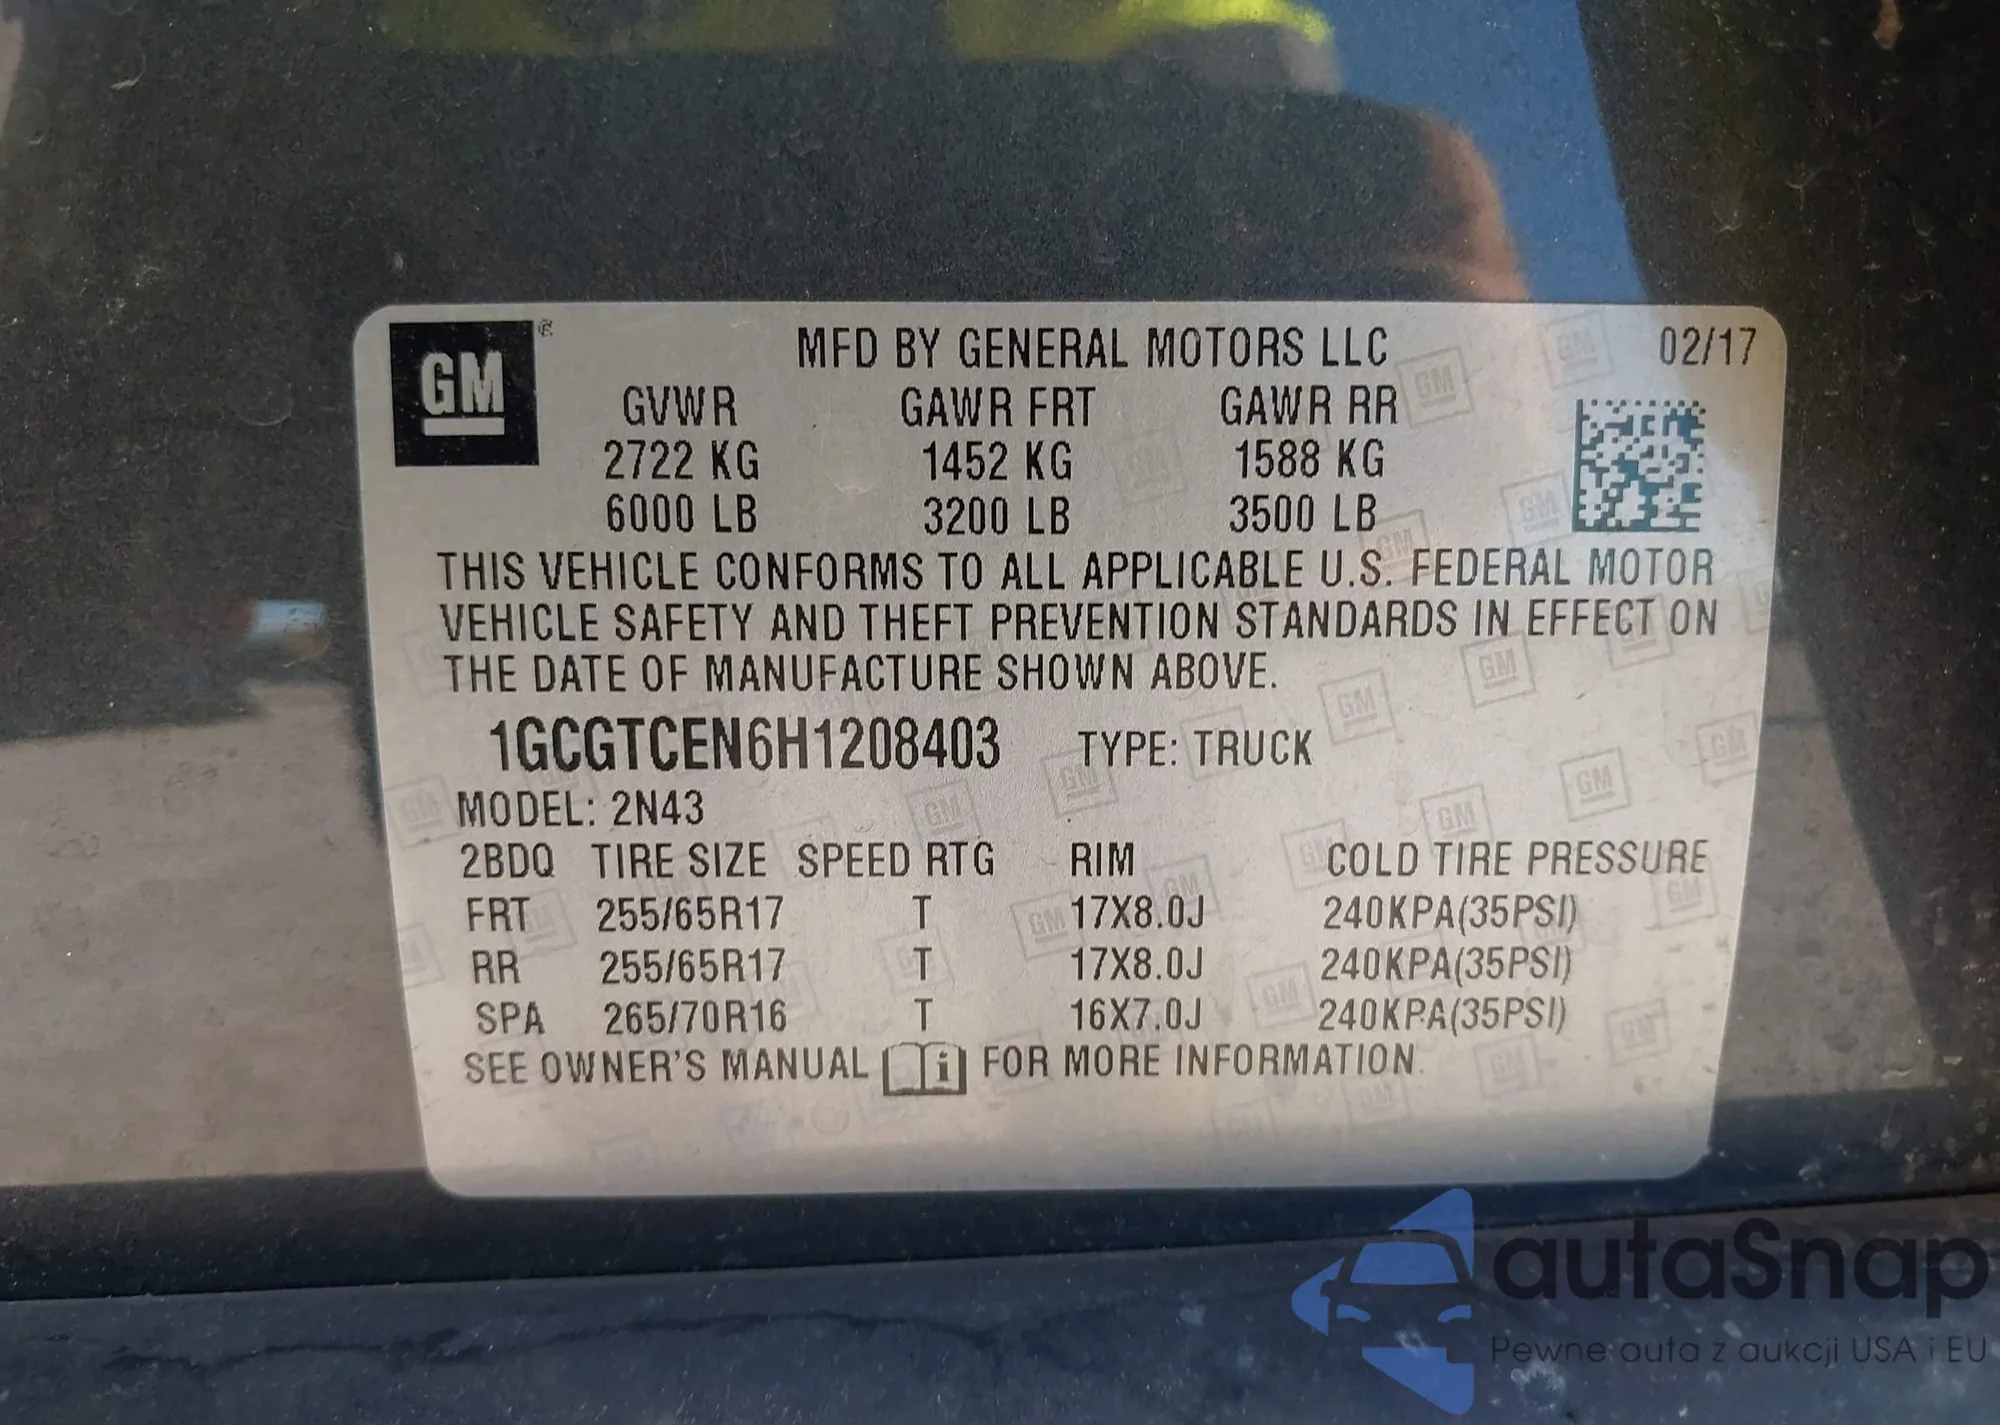 GM®
MFD BY GENERAL MOTORS LLC 02/17
GVWR GAWR FRT GAWR RR
2722 KG 1452 KG 1588 KG
6000 LB 3200 LB 3500 LB
THIS VEHICLE CONFORMS TO ALL APPLICABLE U.S. FEDERAL MOTOR
VEHICLE SAFETY AND THEFT PREVENTION STANDARDS IN EFFECT ON
THE DATE OF MANUFACTURE SHOWN ABOVE.
1GCGTCEN6H1208403 TYPE: TRUCK
MODEL: 2N43
2BDQ TIRE SIZE SPEED RTG RIM COLD TIRE PRESSURE
FRT 255/65R17 T 17X8.0J 240KPA(35PSI)
RR 255/65R17 T 17X8.0J 240KPA(35PSI)
SPA 265/70R16 T 16X7.0J 240KPA(35PSI)
SEE OWNER'S MANUAL i FOR MORE INFORMATION.
autaSnap
Pewne auta z aukcji USA i EU